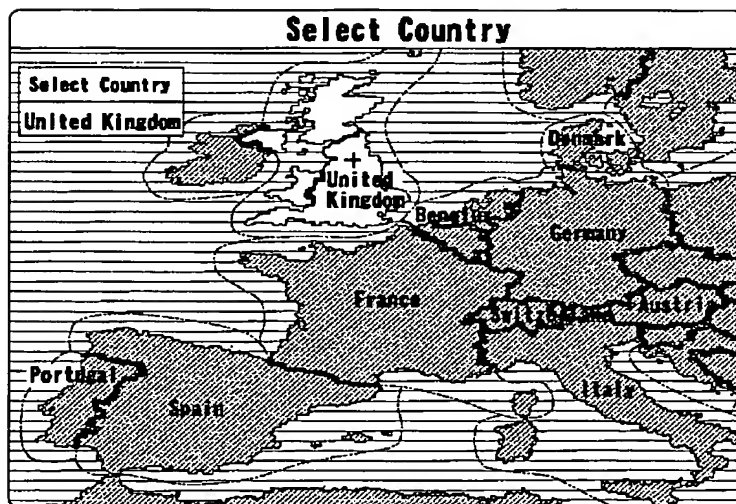 Select Country
Select Country
United Kingdom
Denmark
United
Kingdom
Benelux
Germany
France
Switzerland
Austria
Portugal
Spain
Italy